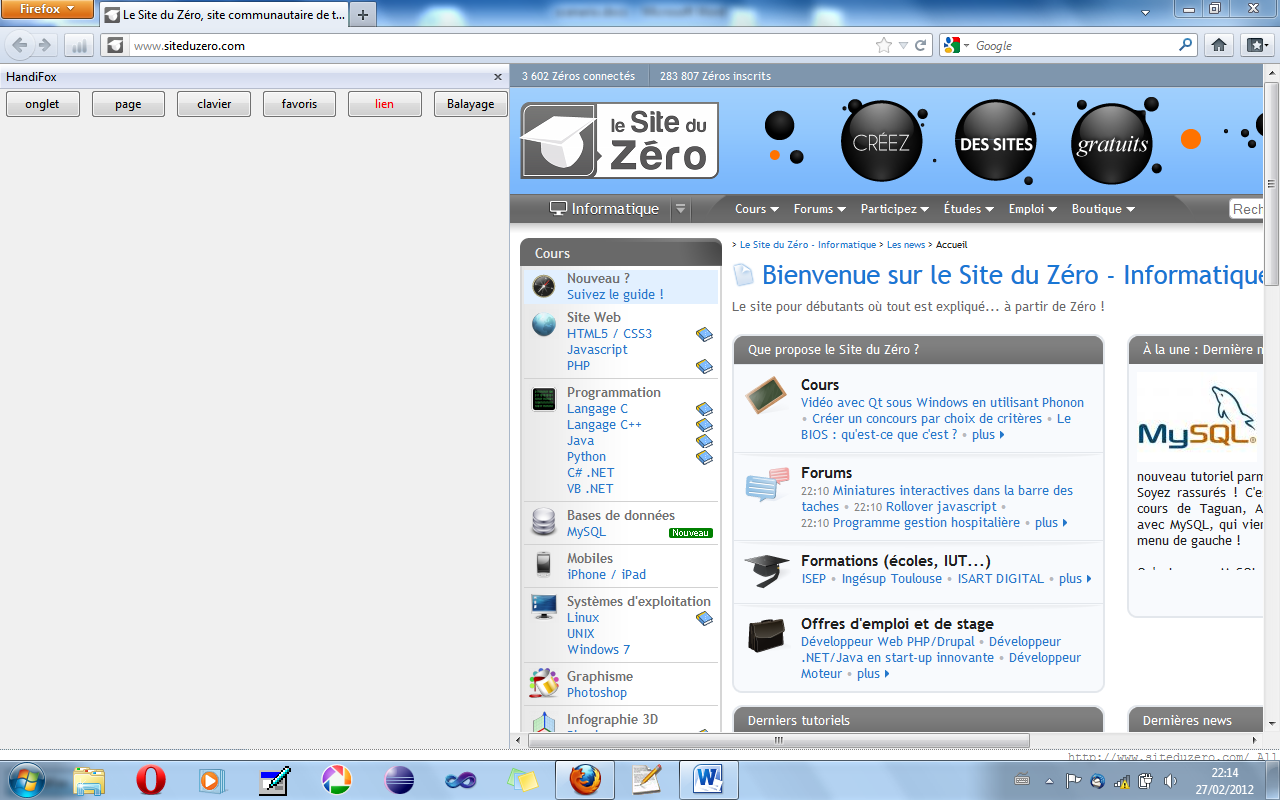 Firefox
Le Site du Zéro, site communautaire de t...
www.siteduzero.com
Google
HandiFox
onglet page clavier favoris lien Balayage
3 602 Zéros connectés
283 807 Zéros inscrits
le Site du
Zéro
CRÉEZ
DES SITES
gratuits
Informatique
Cours Forums Participez Études Emploi Boutique
Rech
Cours
Nouveau ?
Suivez le guide !
Site Web
HTML5 / CSS3
Javascript
PHP
Programmation
Langage C
Langage C++
Java
Python
C# .NET
VB .NET
Bases de données
MySQL
Nouveau
Mobiles
iPhone / iPad
Systèmes d'exploitation
Linux
UNIX
Windows 7
Graphisme
Photoshop
Infographie 3D
> Le Site du Zéro - Informatique > Les news > Accueil
Bienvenue sur le Site du Zéro - Informatique
Le site pour débutants où tout est expliqué... à partir de Zéro !
Que propose le Site du Zéro ?
Cours
Vidéo avec Qt sous Windows en utilisant Phonon
• Créer un concours par choix de critères • Le
BIOS : qu'est-ce que c'est ? • plus
Forums
22:10 Miniatures interactives dans la barre des
taches • 22:10 Rollover javascript •
22:10 Programme gestion hospitalière • plus
Formations (écoles, IUT...)
ISEP • Ingésup Toulouse • ISART DIGITAL • plus
Offres d'emploi et de stage
Développeur Web PHP/Drupal • Développeur
.NET/Java en start-up innovante • Développeur
Moteur • plus
Derniers tutoriels
À la une : Dernière n
MySQL
nouveau tutoriel parm
Soyez rassurés ! C'es
cours de Taguan, A
avec MySQL, qui vien
menu de gauche !
Dernières news
http://www.siteduzero.com/ All
22:14
27/02/2012